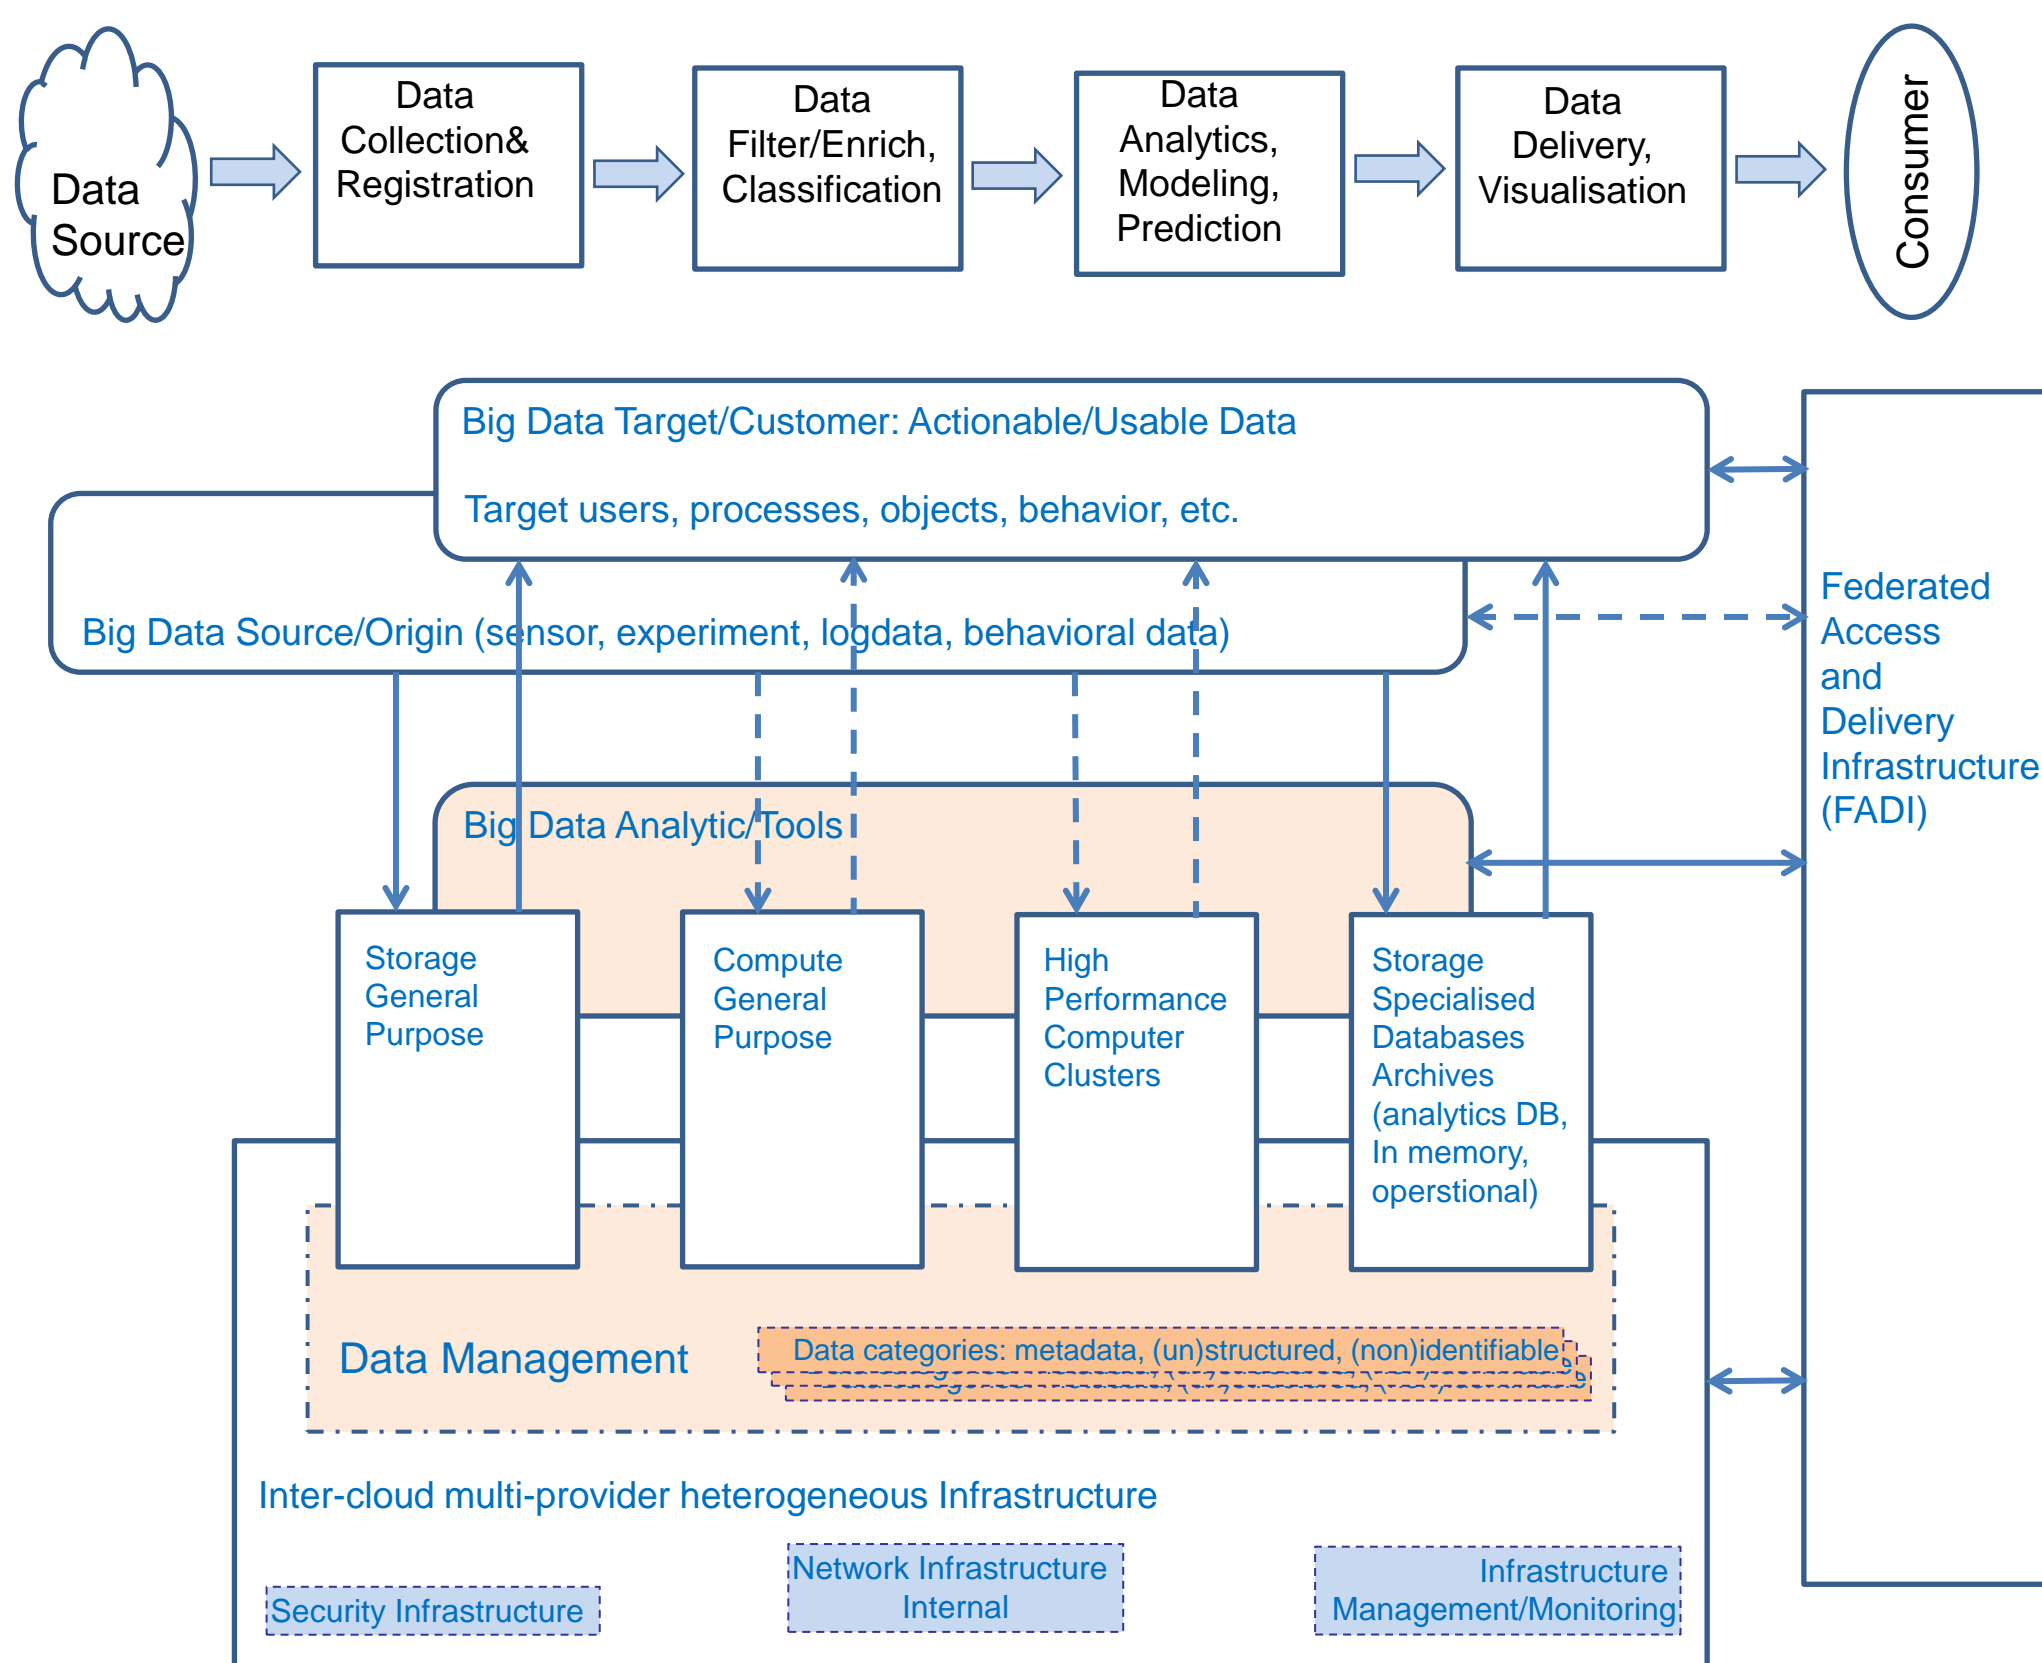 Data
Source
Data
Collection&
Registration
Data
Filter/Enrich,
Classification
Data
Analytics,
Modeling,
Prediction
Data
Delivery,
Visualisation
Consumer
Big Data Target/Customer: Actionable/Usable Data
Target users, processes, objects, behavior, etc.
Big Data Source/Origin (sensor, experiment, logdata, behavioral data)
Federated
Access
and
Delivery
Infrastructure
(FADI)
Big Data Analytic/Tools
Storage
General
Purpose
Compute
General
Purpose
High
Performance
Computer
Clusters
Storage
Specialised
Databases
Archives
(analytics DB,
In memory,
operstional)
Data Management
Data categories: metadata, (un)structured, (non)identifiable
Inter-cloud multi-provider heterogeneous Infrastructure
Security Infrastructure
Network Infrastructure
Internal
Infrastructure
Management/Monitoring